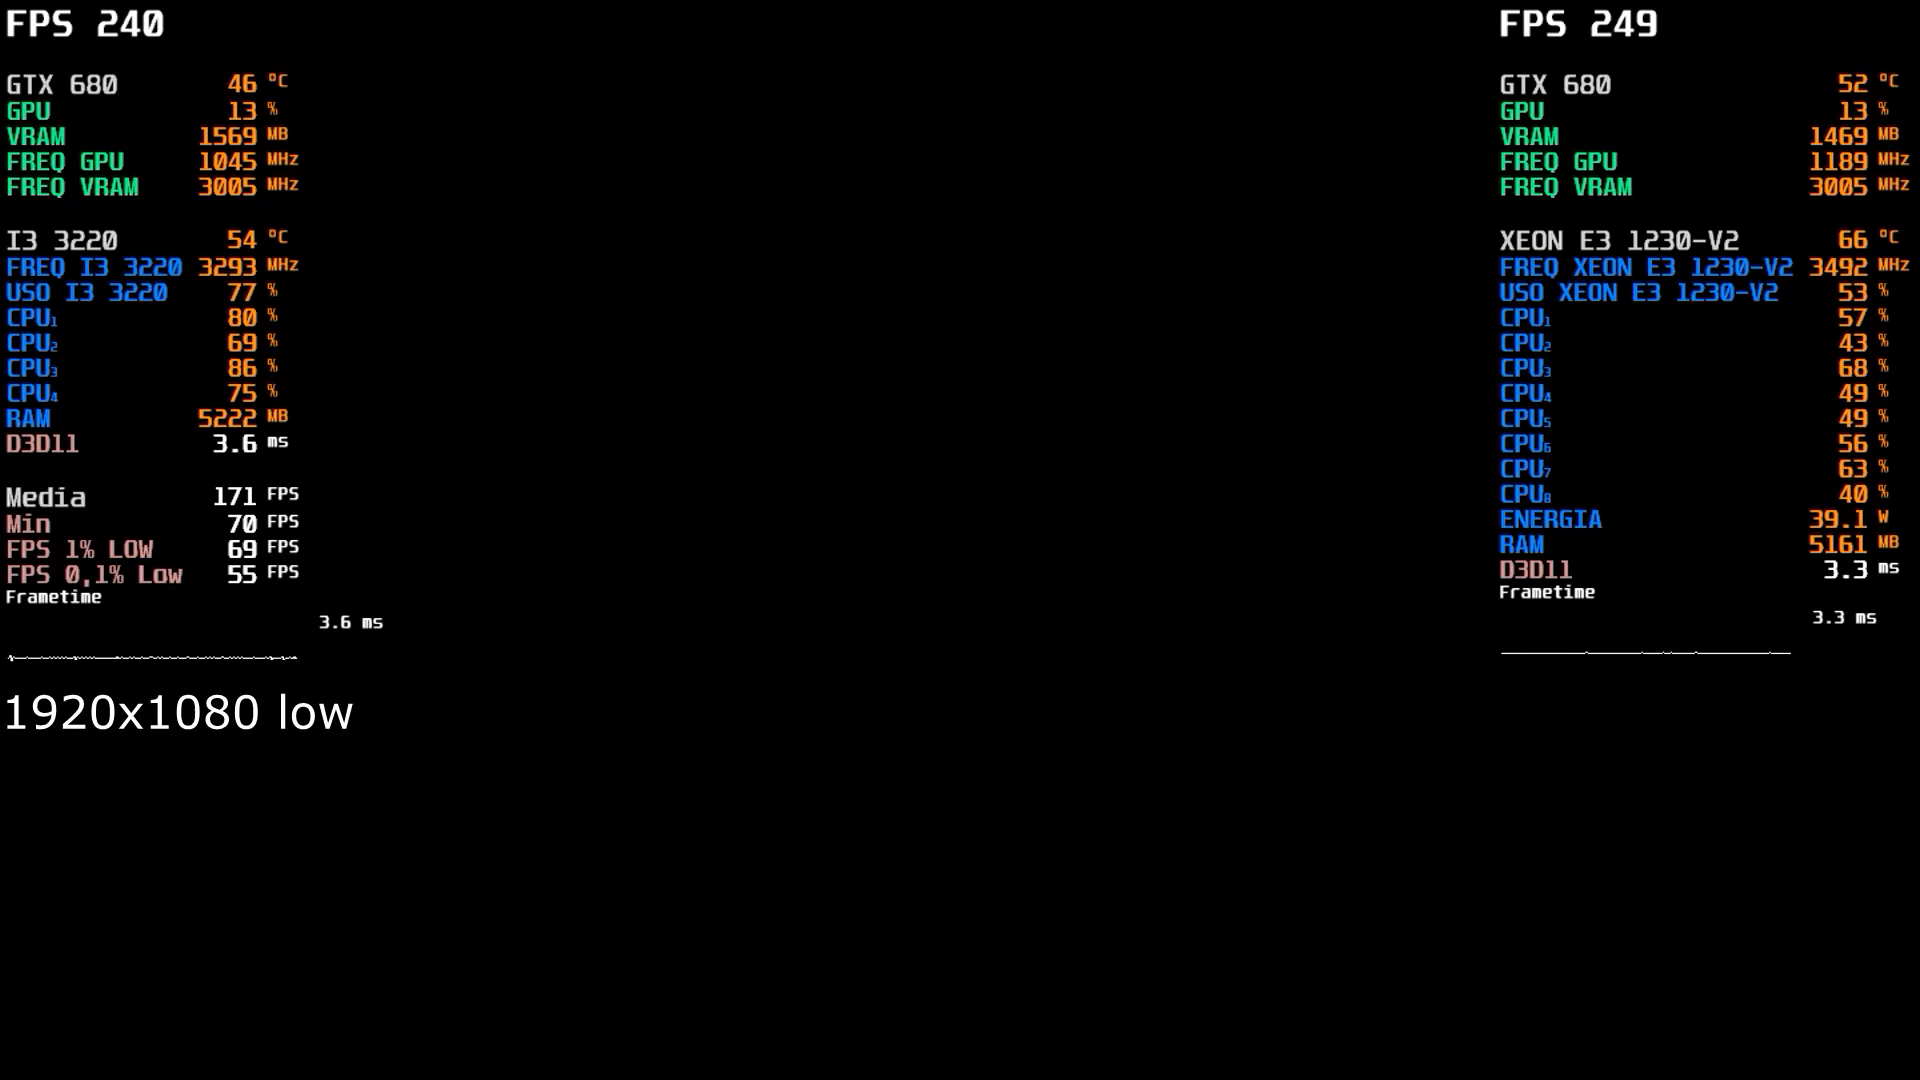 FPS 240
GTX 680 46 °C
GPU 13 %
VRAM 1569 MB
FREQ GPU 1045 MHz
FREQ VRAM 3005 MHz
I3 3220 54 °C
FREQ I3 3220 3293 MHz
USO I3 3220 77 %
CPU1 80 %
CPU2 69 %
CPU3 86 %
CPU4 75 %
RAM 5222 MB
D3D11 3.6 ms
Media 171 FPS
Min 70 FPS
FPS 1% LOW 69 FPS
FPS 0,1% Low 55 FPS
Frametime
3.6 ms
1920x1080 low
FPS 249
GTX 680 52 °C
GPU 13 %
VRAM 1469 MB
FREQ GPU 1189 MHz
FREQ VRAM 3005 MHz
XEON E3 1230-V2 66 °C
FREQ XEON E3 1230-V2 3492 MHz
USO XEON E3 1230-V2 53 %
CPU1 57 %
CPU2 43 %
CPU3 68 %
CPU4 49 %
CPU5 49 %
CPU6 56 %
CPU7 63 %
CPU8 40 %
ENERGIA 39.1 W
RAM 5161 MB
D3D11 3.3 ms
Frametime
3.3 ms